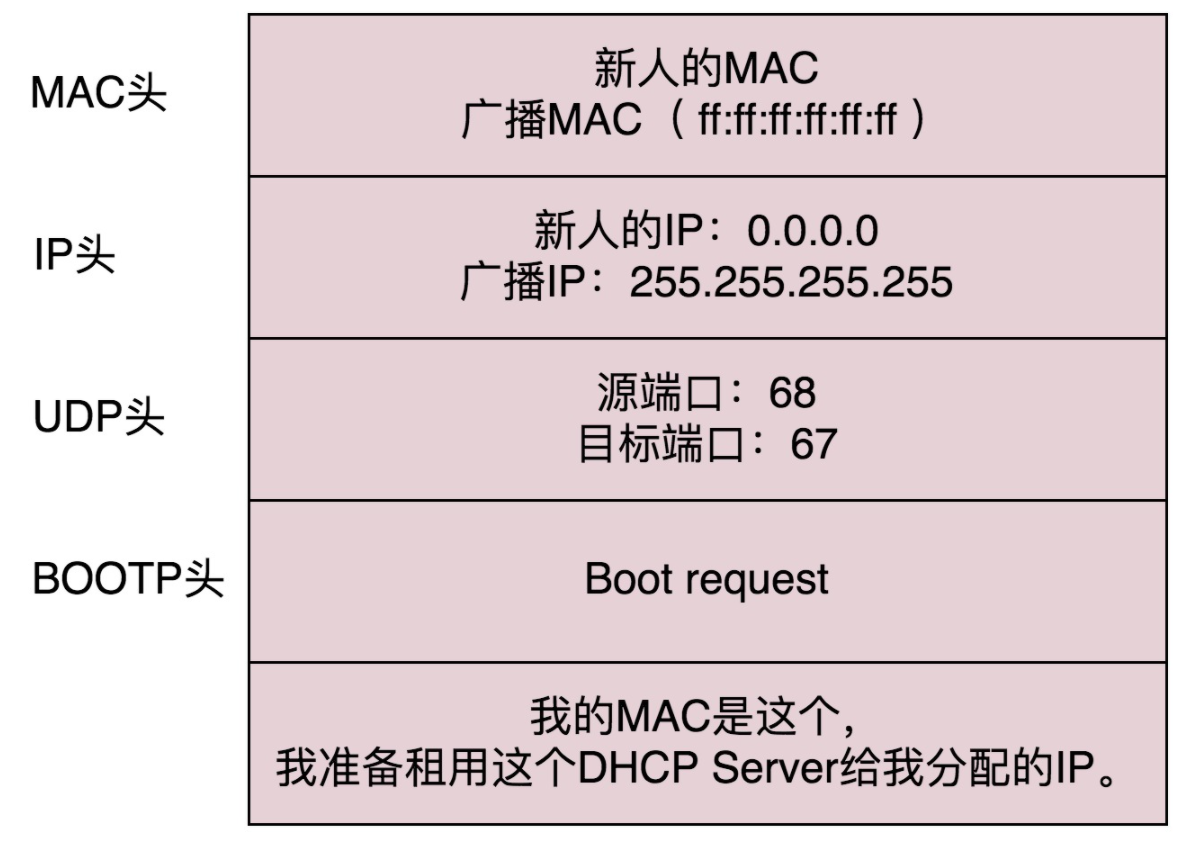 MAC头
新人的MAC
广播MAC（ff:ff:ff:ff:ff:ff）
IP头
新人的IP：0.0.0.0
广播IP：255.255.255.255
UDP头
源端口：68
目标端口：67
BOOTP头
Boot request
我的MAC是这个，
我准备租用这个DHCP Server给我分配的IP。